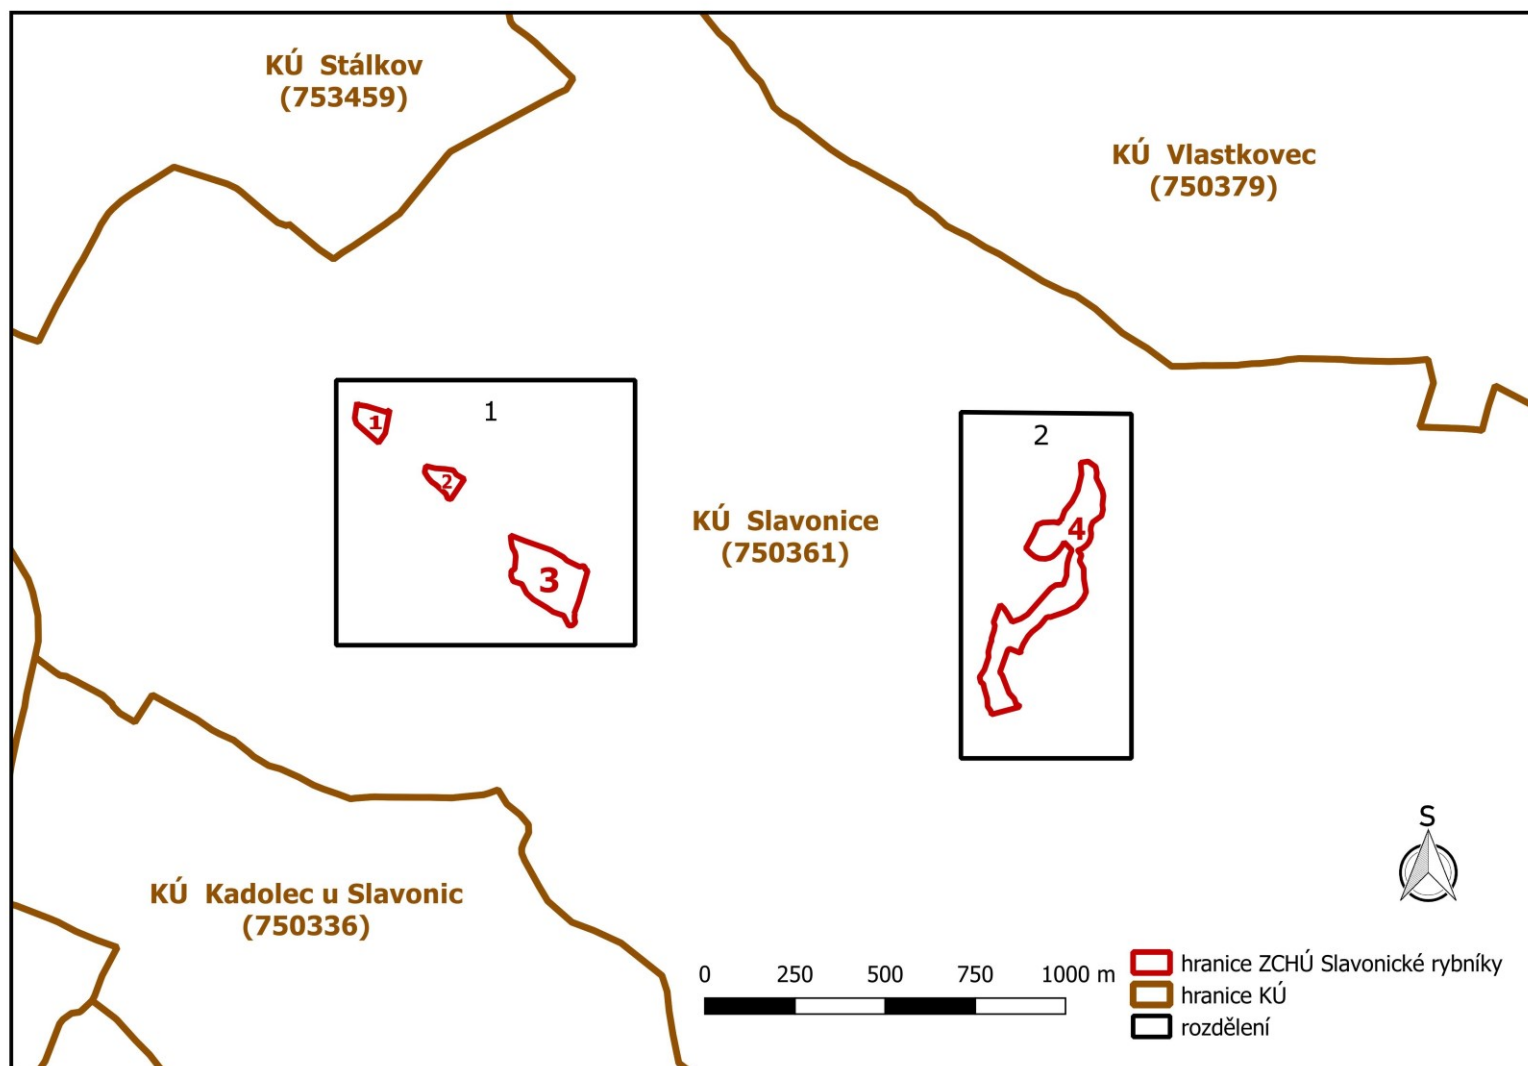 KÚ Stálkov
(753459)
KÚ Vlastkovec
(750379)
1
1
2
3
KÚ Slavonice
(750361)
2
4
S
KÚ Kadolec u Slavonic
(750336)
0 250 500 750 1000 m
hranice ZCHÚ Slavonické rybníky
hranice KÚ
rozdělení